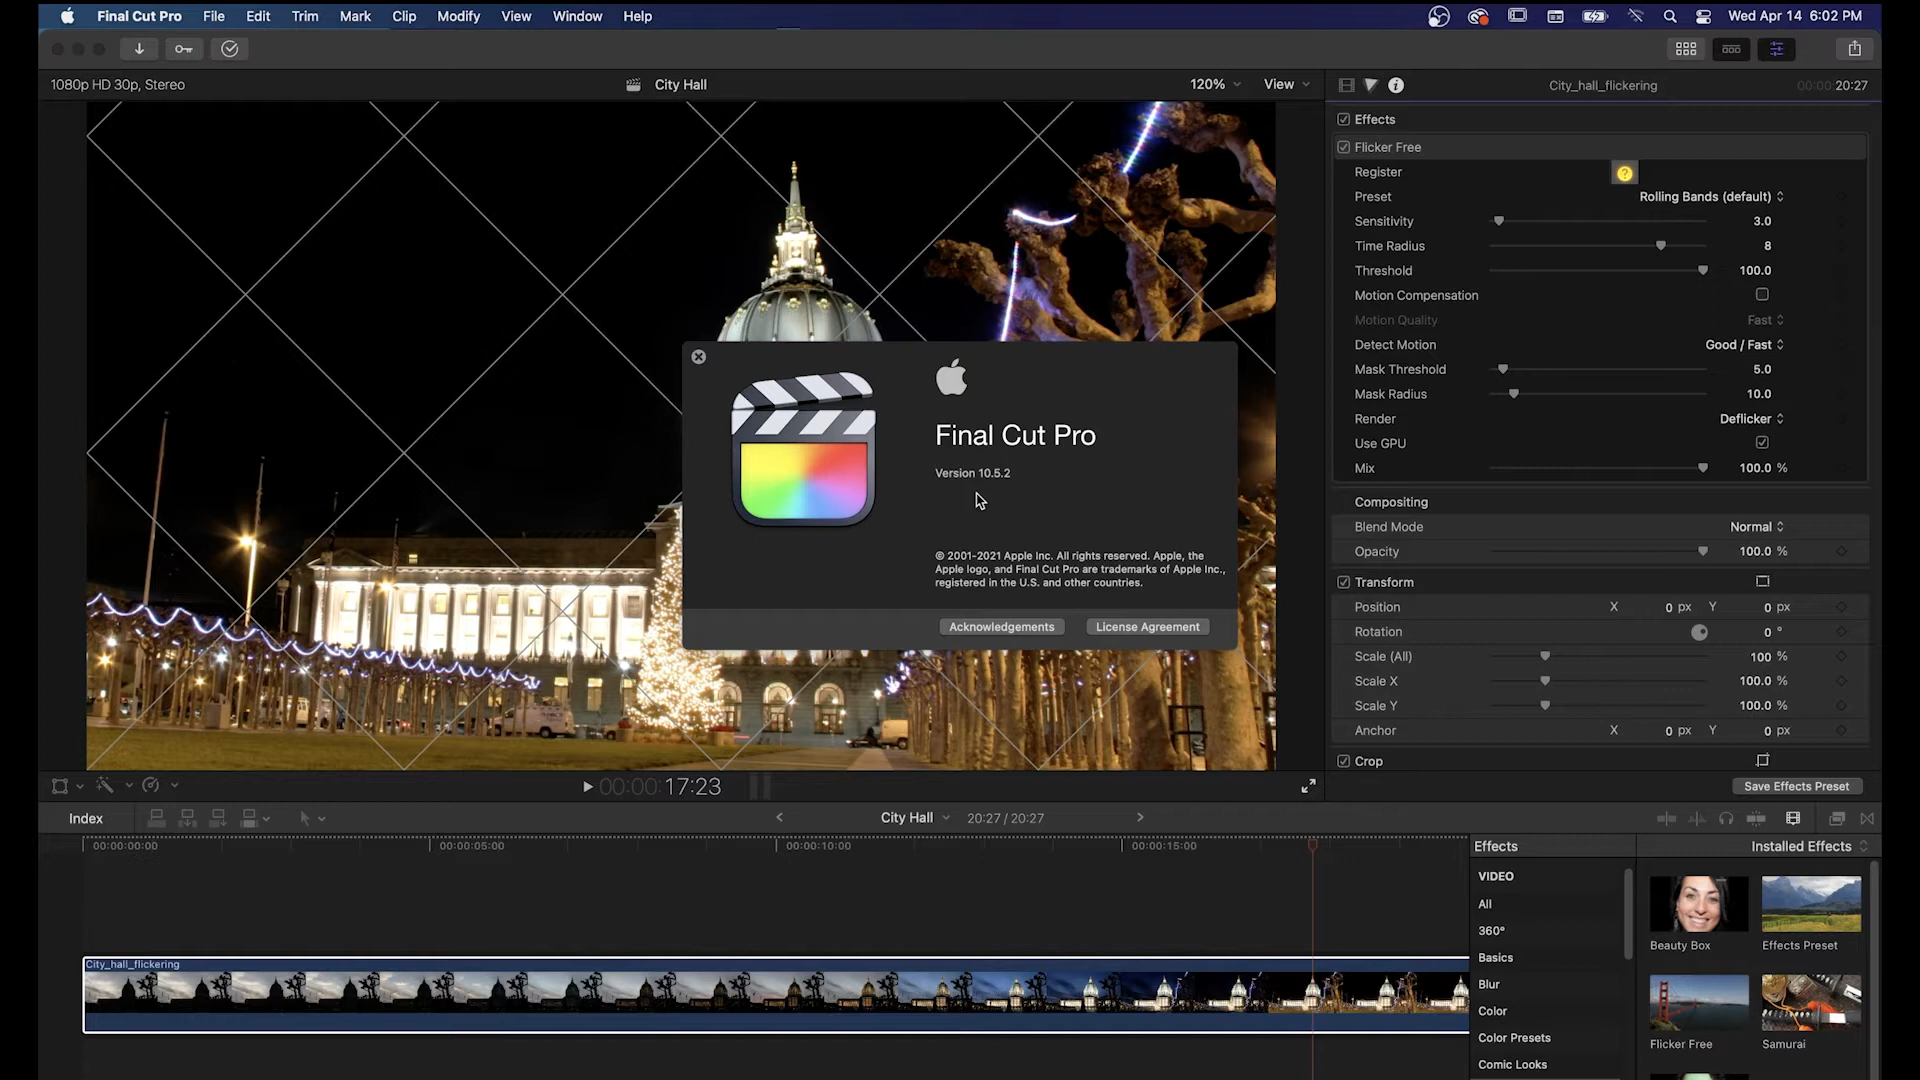 Final Cut Pro File Edit Trim Mark Clip Modify View Window Help Wed Apr 14 6:02 PM
1080p HD 30p, Stereo City Hall 120% View City_hall_flickering 00:00:20:27
Effects
Flicker Free
Register ?
Preset Rolling Bands (default)
Sensitivity 3.0
Time Radius 8
Threshold 100.0
Motion Compensation
Motion Quality Fast
Detect Motion Good / Fast
Mask Threshold 5.0
Mask Radius 10.0
Render Deflicker
Use GPU
Mix 100.0 %
Compositing
Blend Mode Normal
Opacity 100.0 %
Transform
Position X 0 px Y 0 px
Rotation 0 °
Scale (All) 100 %
Scale X 100.0 %
Scale Y 100.0 %
Anchor X 0 px Y 0 px
Crop
Save Effects Preset
Final Cut Pro
Version 10.5.2
© 2001-2021 Apple Inc. All rights reserved. Apple, the
Apple logo, and Final Cut Pro are trademarks of Apple Inc.,
registered in the U.S. and other countries.
Acknowledgements License Agreement
00:00:17:23
Index City Hall 20:27 / 20:27
00:00:00:00 00:00:05:00 00:00:10:00 00:00:15:00
City_hall_flickering
Effects Installed Effects
VIDEO
All
360°
Basics
Blur
Color
Color Presets
Comic Looks
Beauty Box Effects Preset
Flicker Free Samurai